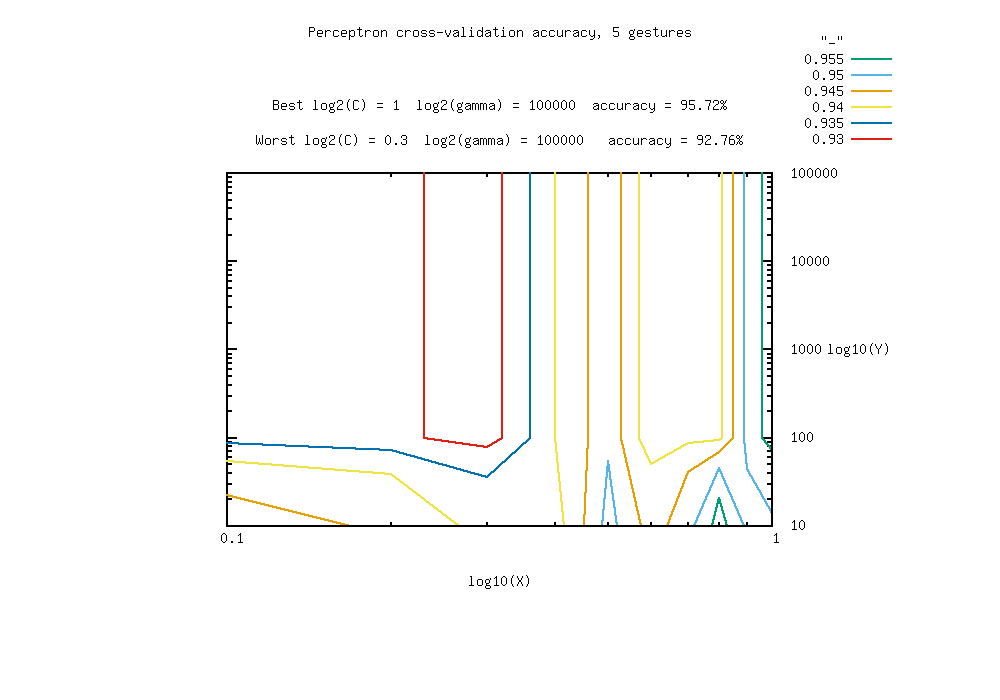 Perceptron cross-validation accuracy, 5 gestures
"_"
0.955
0.95
0.945
0.94
0.935
0.93
Best log2(C) = 1  log2(gamma) = 100000  accuracy = 95.72%
Worst log2(C) = 0.3  log2(gamma) = 100000   accuracy = 92.76%
100000
10000
1000 log10(Y)
100
10
0.1 1
log10(X)